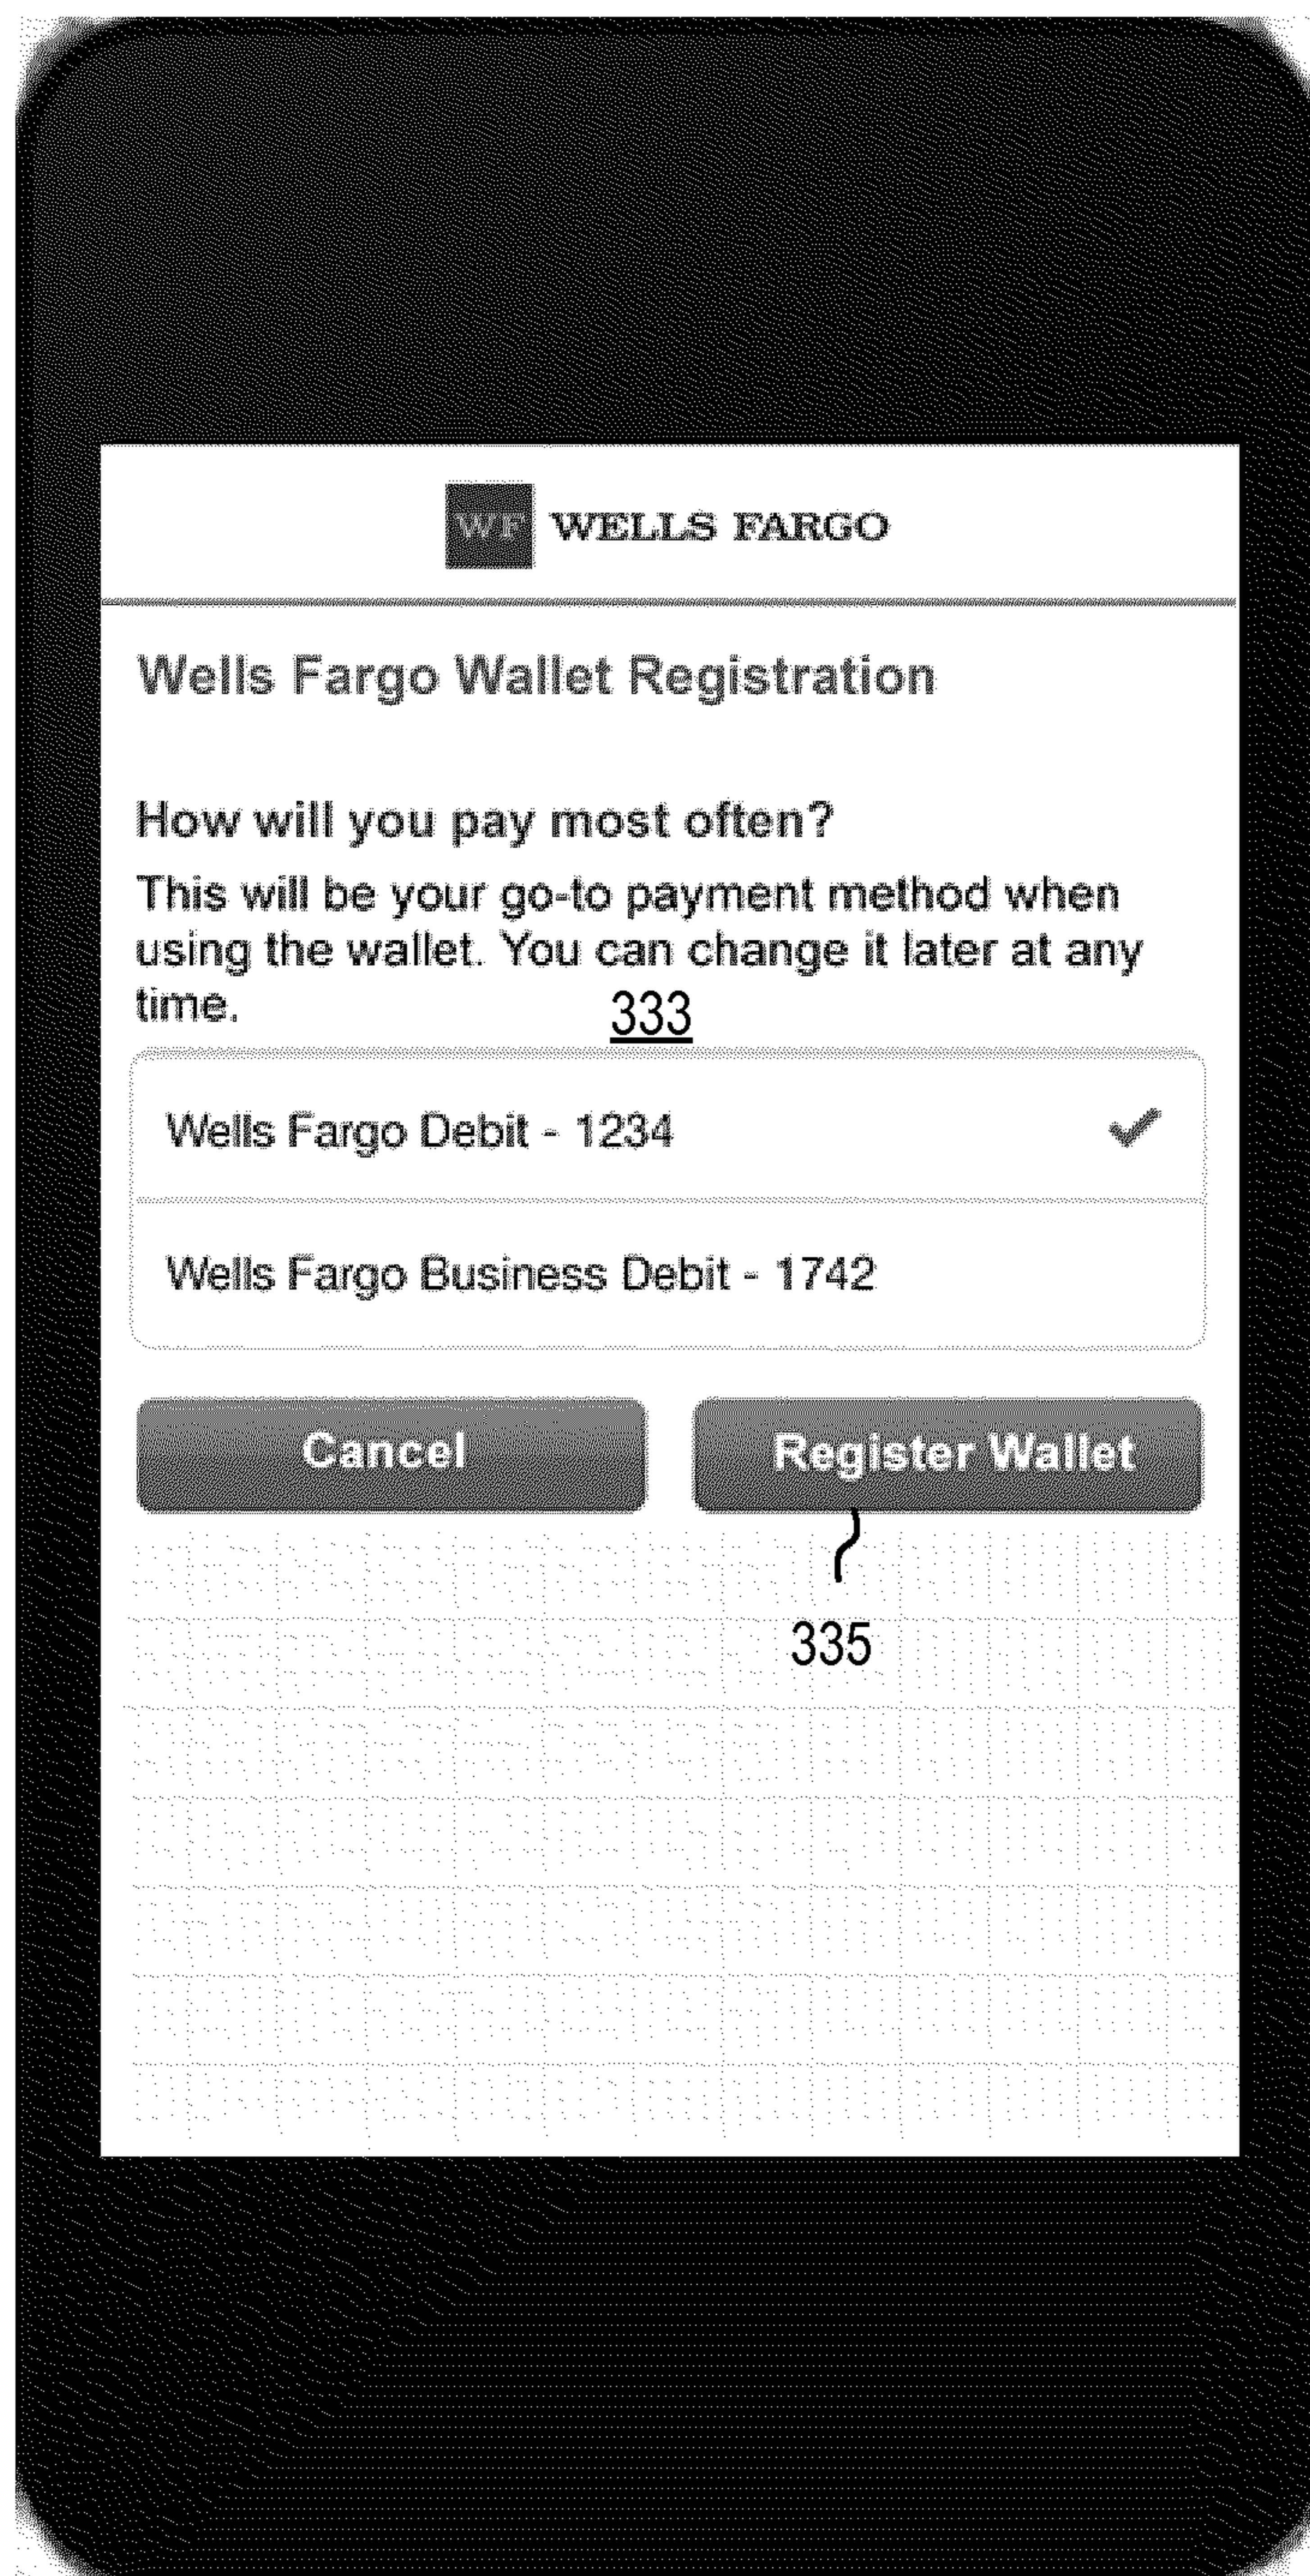 WF WELLS FARGO
Wells Fargo Wallet Registration
How will you pay most often?
This will be your go-to payment method when
using the wallet. You can change it later at any
time.
333
Wells Fargo Debit - 1234
Wells Fargo Business Debit - 1742
Cancel
Register Wallet
335